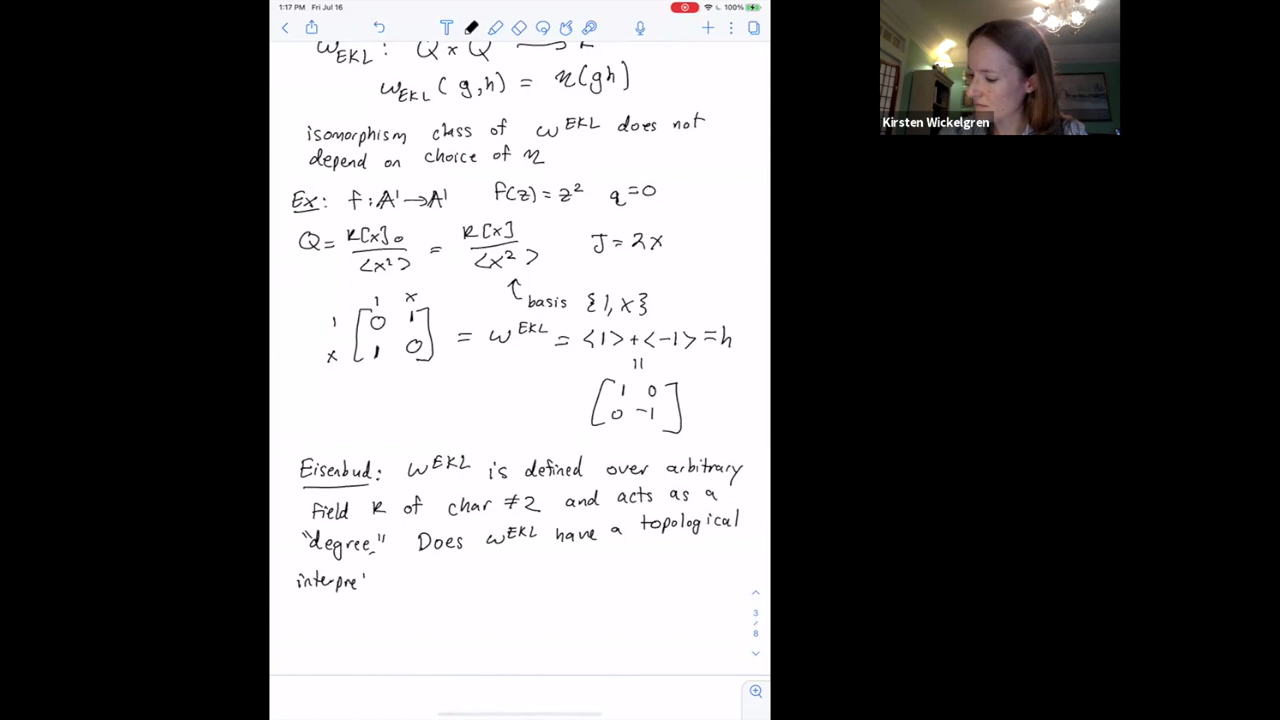 1:17 PM Fri Jul 16
100%
ω_EKL : Q × Q → k
ω_EKL(g,h) = η(gh)
isomorphism class of ω^EKL does not
depend on choice of η
Ex: f: A¹ → A¹ f(z) = z² q=0
Q = k[x]₀ / <x²> = k[x] / <x²> J = 2x
basis {1, x}
1 x
1 [0 1
x 1 0] = ω^EKL = <1> + <-1> = h
=
[1 0
0 -1]
Eisenbud: ω^EKL is defined over arbitrary
field k of char ≠ 2 and acts as a
"degree." Does ω^EKL have a topological
interpre
3
/
8
Kirsten Wickelgren